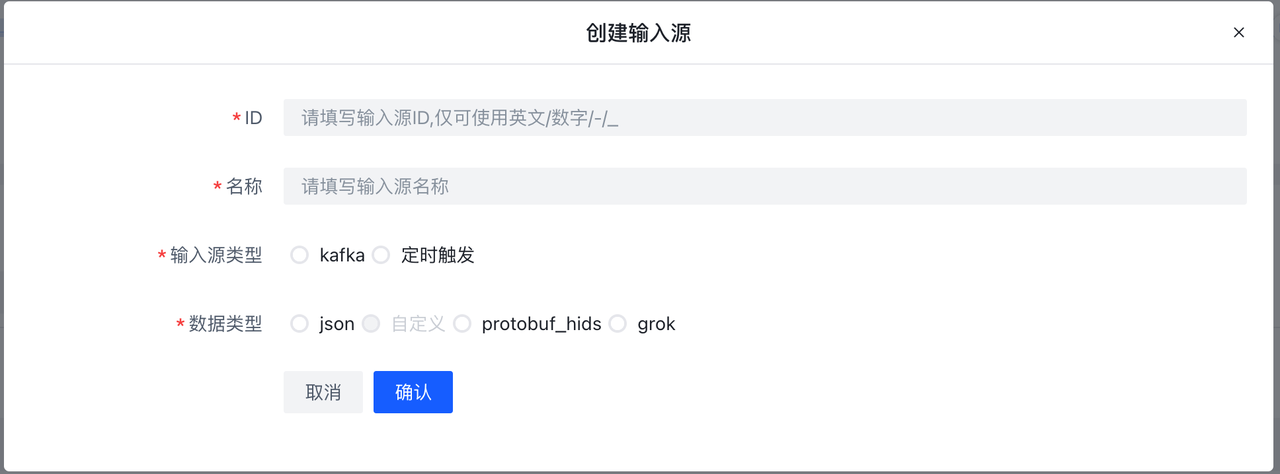 创建输入源
* ID 请填写输入源ID,仅可使用英文/数字/-/_
* 名称 请填写输入源名称
* 输入源类型 kafka 定时触发
* 数据类型 json 自定义 protobuf_hids grok
取消 确认